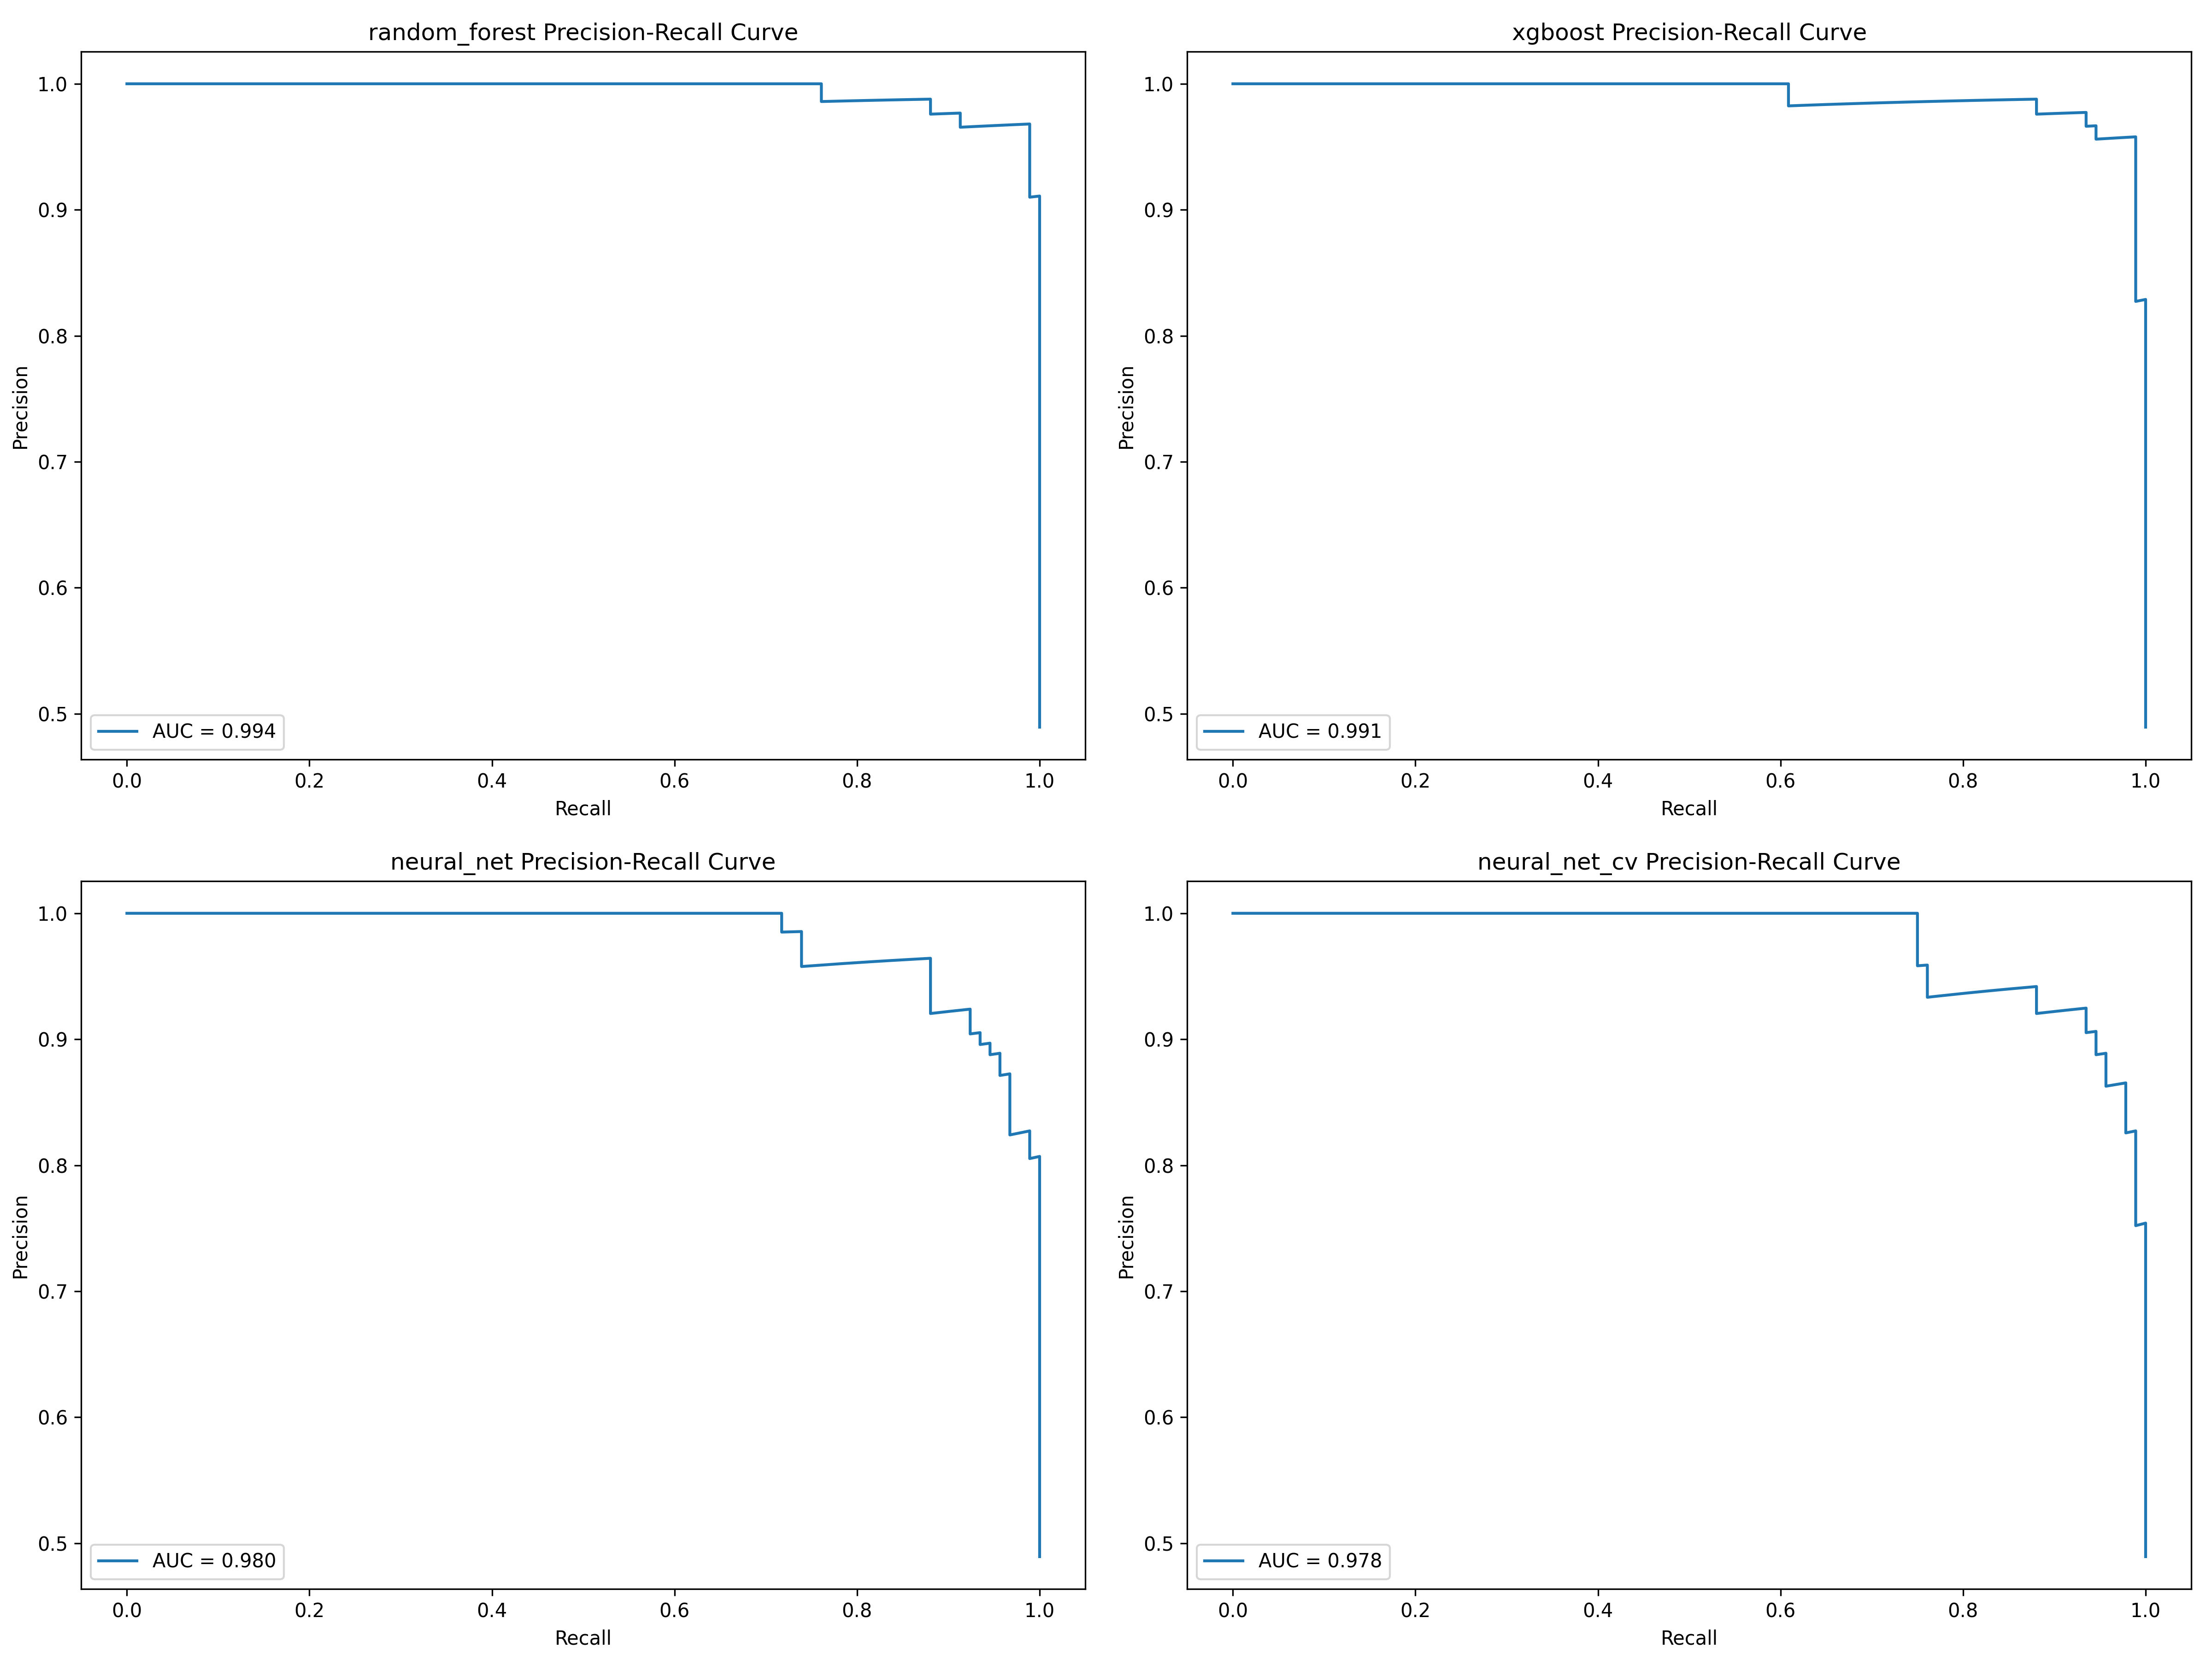 random_forest Precision-Recall Curve
1.0
0.9
0.8
0.7
0.6
0.5
Precision
AUC = 0.994
0.0 0.2 0.4 0.6 0.8 1.0
Recall
xgboost Precision-Recall Curve
1.0
0.9
0.8
0.7
0.6
0.5
Precision
AUC = 0.991
0.0 0.2 0.4 0.6 0.8 1.0
Recall
neural_net Precision-Recall Curve
1.0
0.9
0.8
0.7
0.6
0.5
Precision
AUC = 0.980
0.0 0.2 0.4 0.6 0.8 1.0
Recall
neural_net_cv Precision-Recall Curve
1.0
0.9
0.8
0.7
0.6
0.5
Precision
AUC = 0.978
0.0 0.2 0.4 0.6 0.8 1.0
Recall